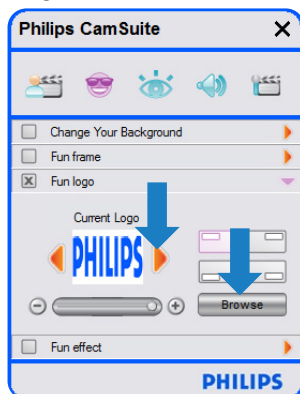 Philips CamSuite X
Change Your Background
Fun frame
Fun logo
Current Logo
PHILIPS
Browse
Fun effect
PHILIPS